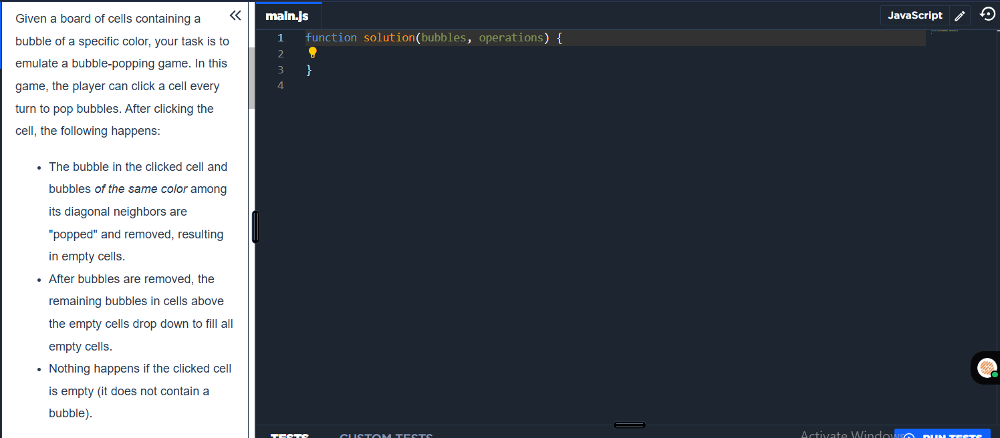 Given a board of cells containing a
bubble of a specific color, your task is to
emulate a bubble-popping game. In this
game, the player can click a cell every
turn to pop bubbles. After clicking the
cell, the following happens:
• The bubble in the clicked cell and
bubbles of the same color among
its diagonal neighbors are
"popped" and removed, resulting
in empty cells.
• After bubbles are removed, the
remaining bubbles in cells above
the empty cells drop down to fill all
empty cells.
• Nothing happens if the clicked cell
is empty (it does not contain a
bubble).
main.js
JavaScript
1 function solution(bubbles, operations) {
2
3 }
4
TESTS
CUSTOM TESTS
Activate Windows
RUN TESTS